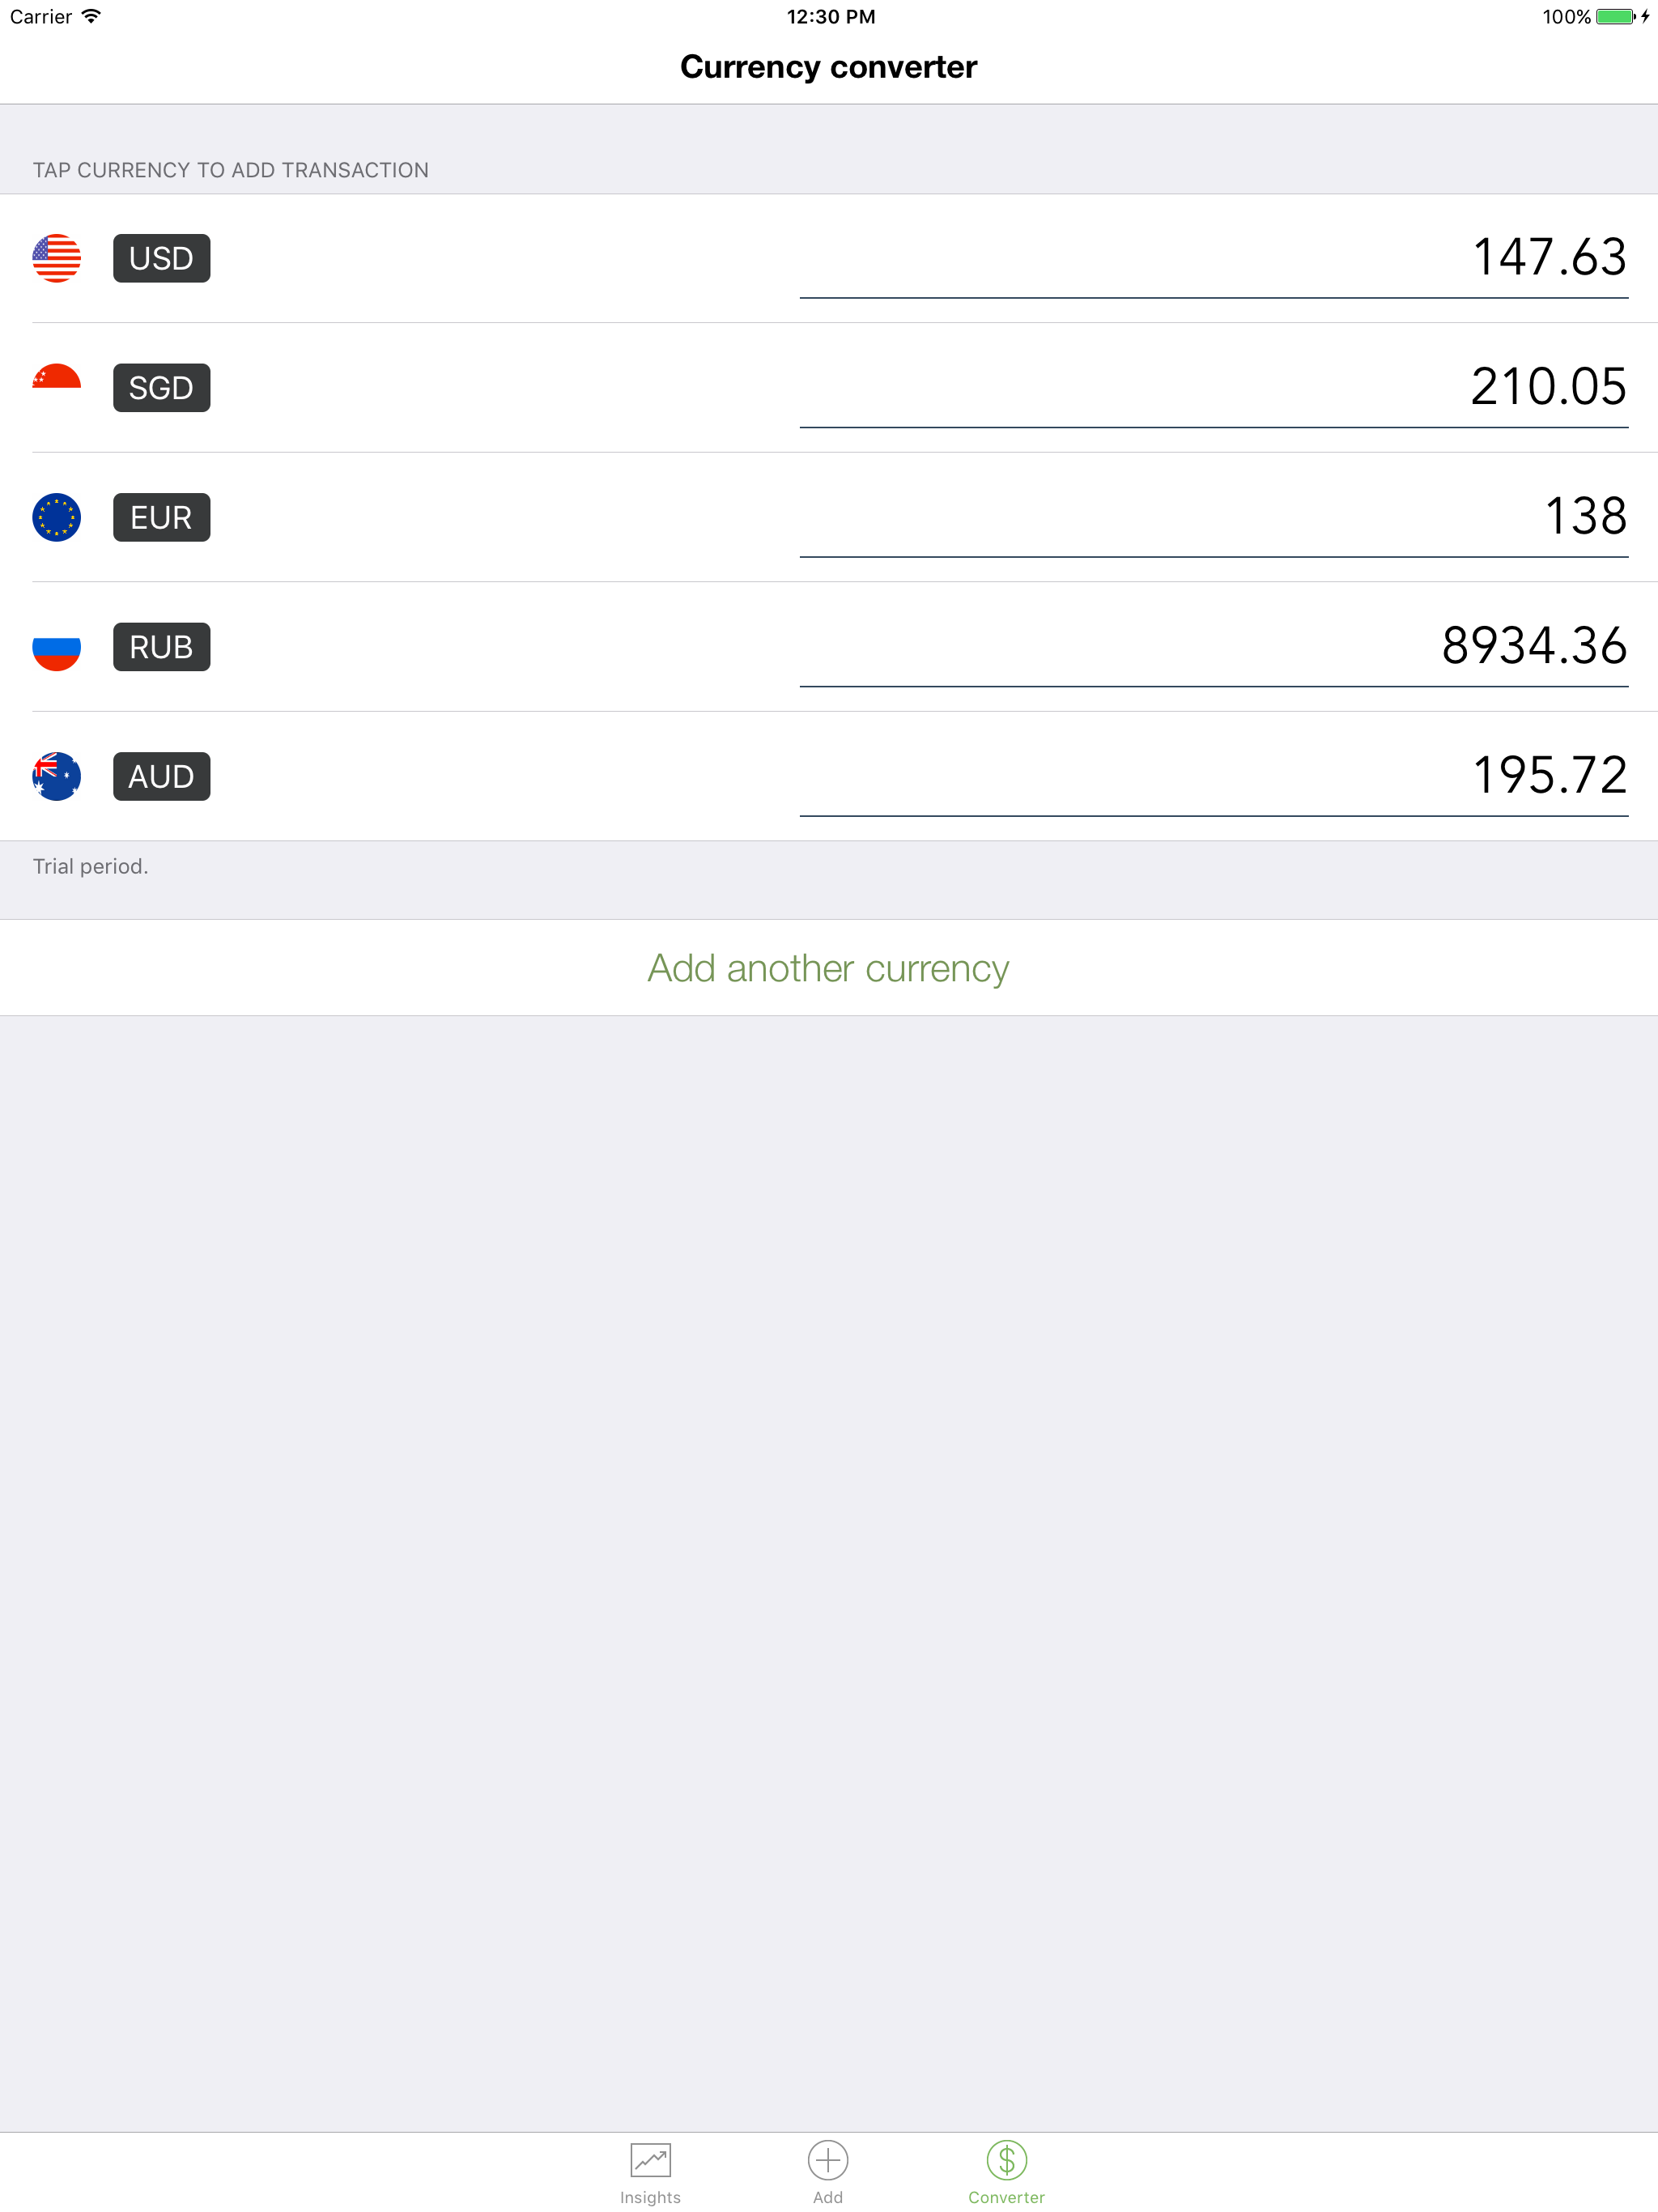 Carrier
12:30 PM
100%
Currency converter
TAP CURRENCY TO ADD TRANSACTION
USD 147.63
SGD 210.05
EUR 138
RUB 8934.36
AUD 195.72
Trial period.
Add another currency
Insights
Add
Converter